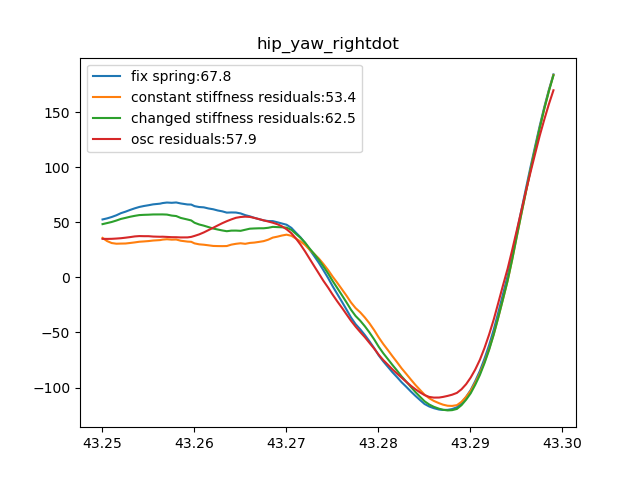 hip_yaw_rightdot
fix spring:67.8
constant stiffness residuals:53.4
changed stiffness residuals:62.5
osc residuals:57.9
150
100
50
0
−50
−100
43.25 43.26 43.27 43.28 43.29 43.30